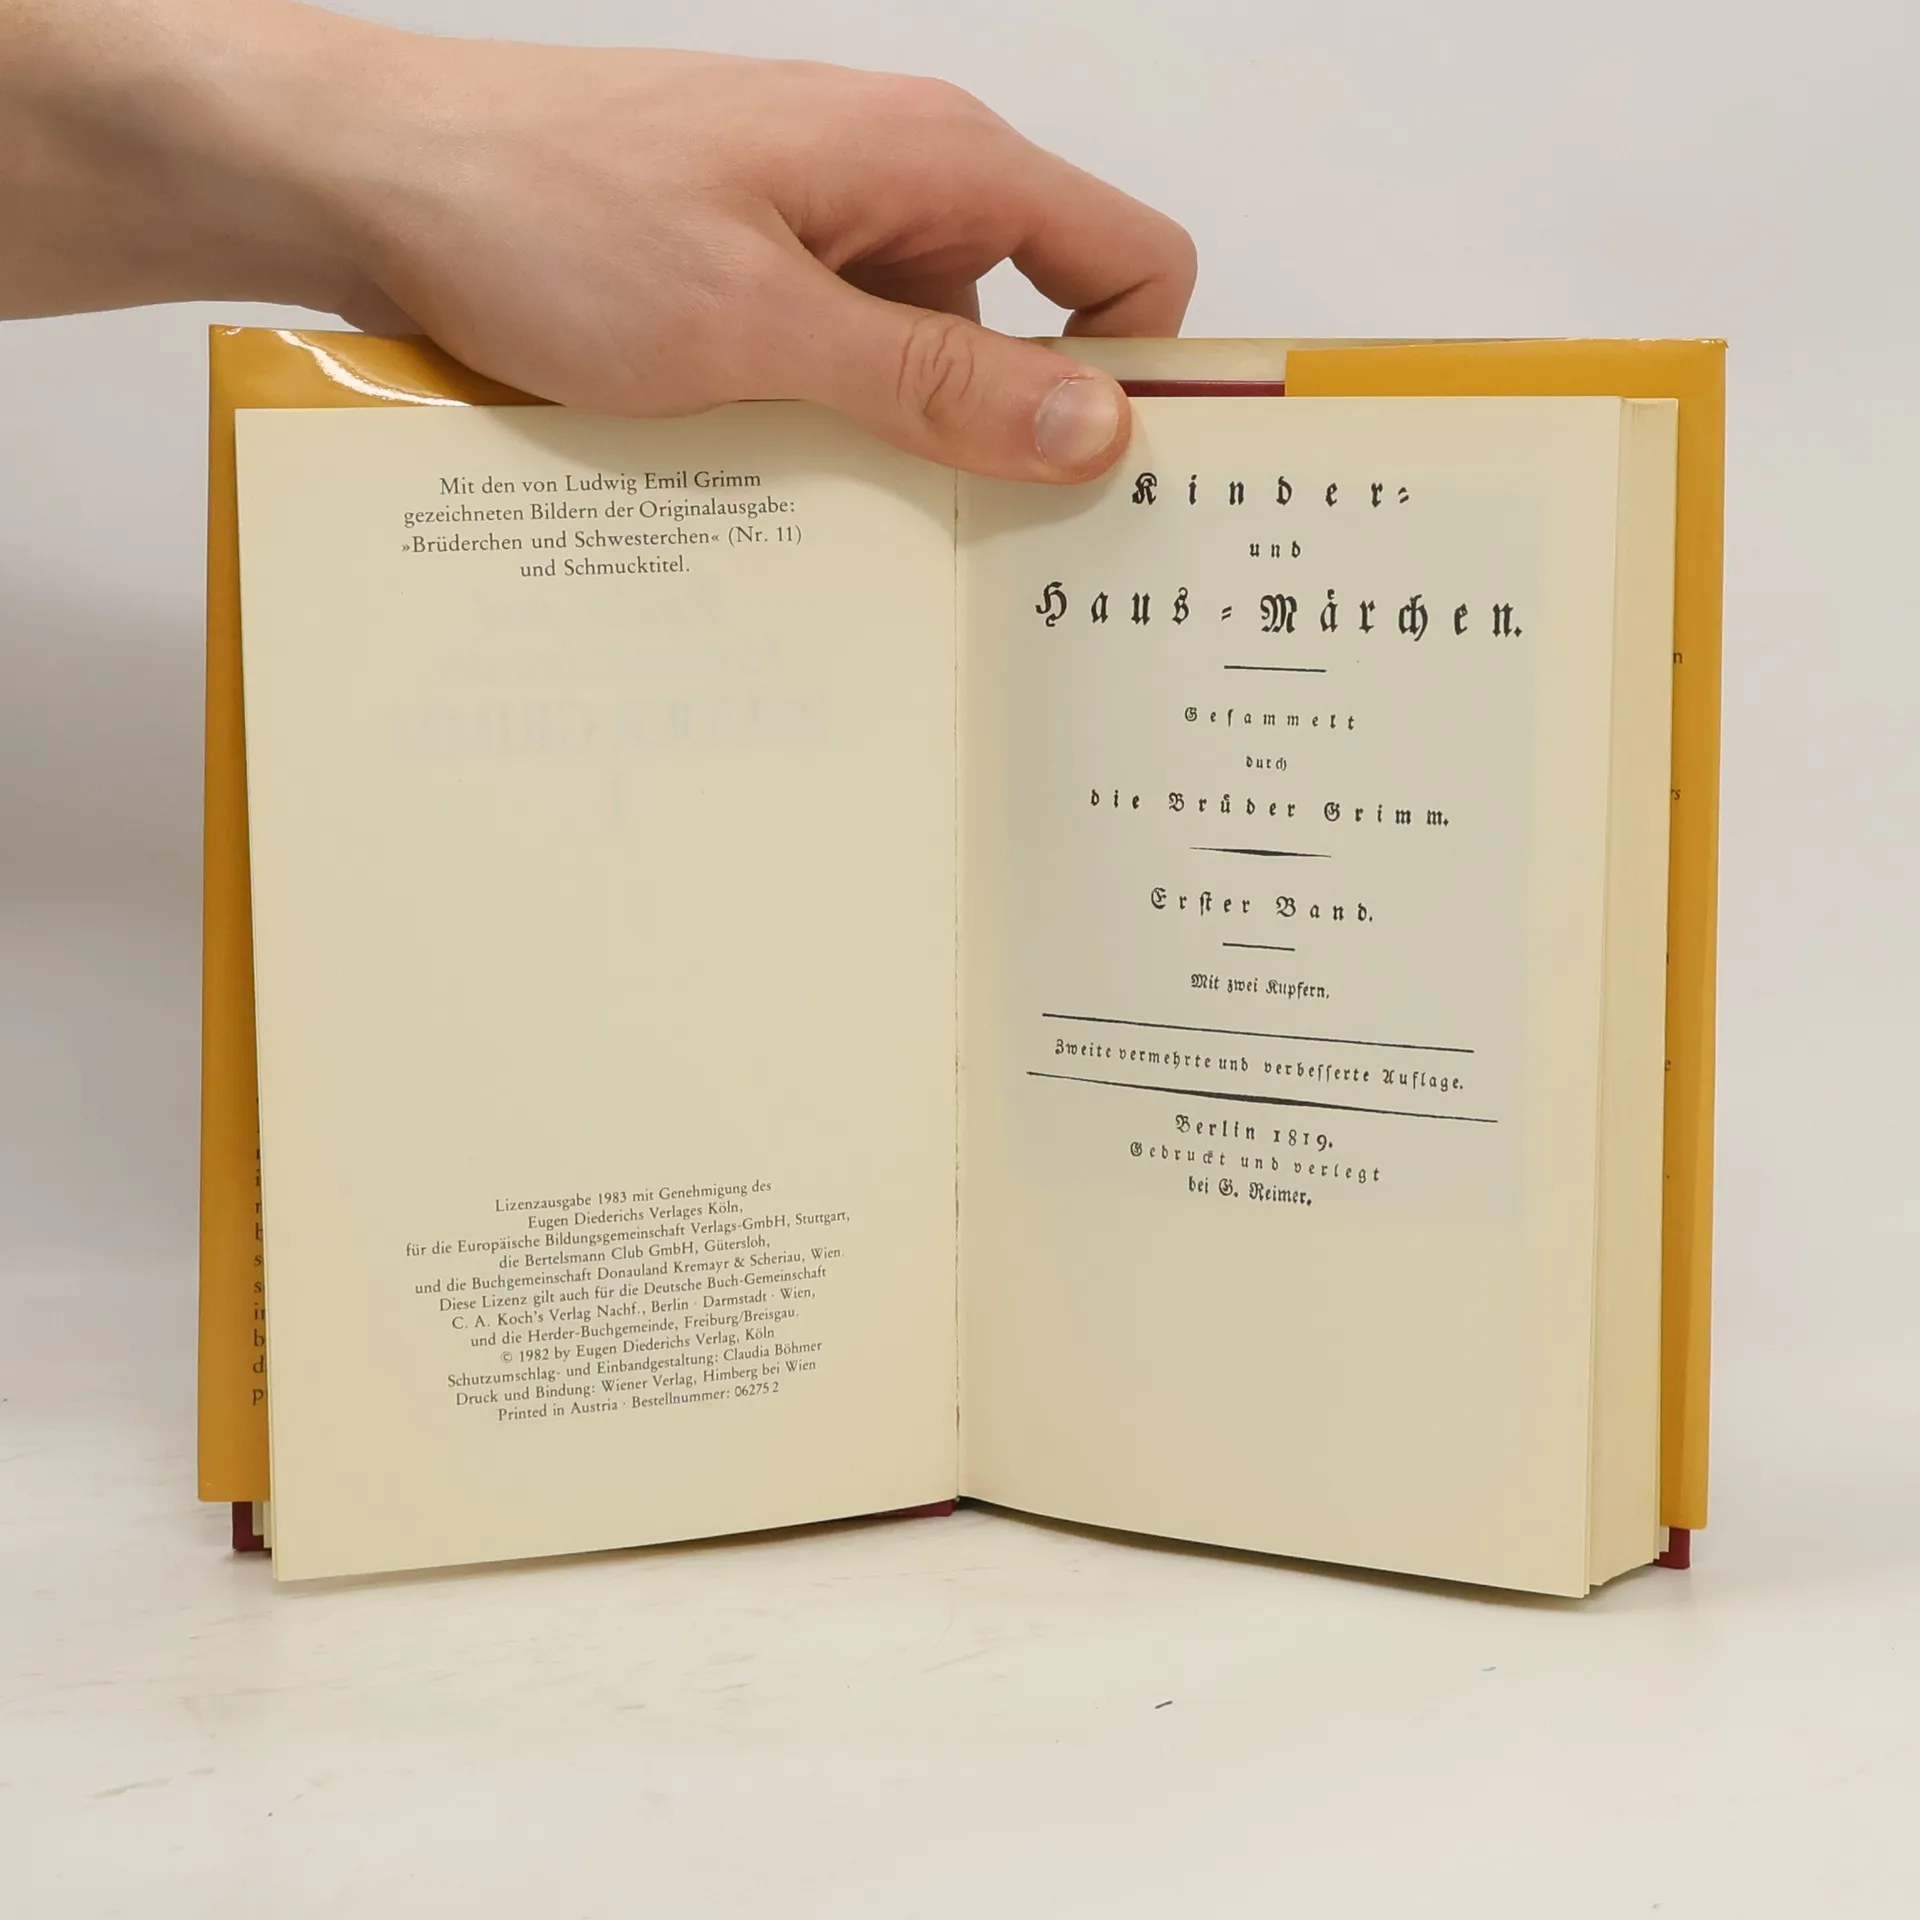 Mit den von Ludwig Emil Grimm
gezeichneten Bildern der Originalausgabe:
»Brüderchen und Schwesterchen« (Nr. 11)
und Schmucktitel.
Lizenzausgabe 1983 mit Genehmigung des
Eugen Diederichs Verlages Köln,
für die Europäische Bildungsgemeinschaft Verlags-GmbH, Stuttgart,
die Bertelsmann Club GmbH, Gütersloh,
und die Buchgemeinschaft Donauland Kremayr & Scheriau, Wien.
Diese Lizenz gilt auch für die Deutsche Buch-Gemeinschaft
C. A. Koch's Verlag Nachf., Berlin · Darmstadt · Wien,
und die Herder-Buchgemeinde, Freiburg/Breisgau.
© 1982 by Eugen Diederichs Verlag, Köln
Schutzumschlag- und Einbandgestaltung: Claudia Böhmer
Druck und Bindung: Wiener Verlag, Himberg bei Wien
Printed in Austria · Bestellnummer: 06275 2
Kinder⸗
und
Haus⸗Maͤrchen.
Geſammelt
durch
die Bruͤder Grimm.
Erſter Band.
Mit zwei Kupfern.
Zweite vermehrte und verbeſſerte Auflage.
Berlin 1819.
Gedruckt und verlegt
bei G. Reimer.